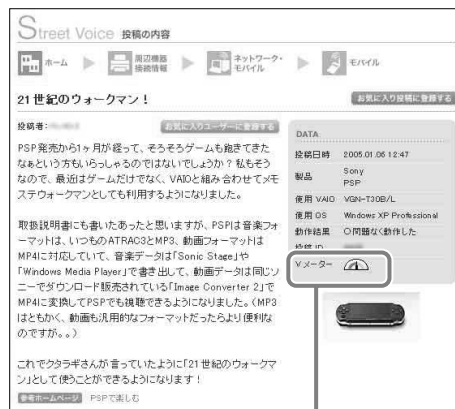 Street Voice 投稿の内容
ホーム
周辺機器
接続情報
ネットワーク・
モバイル
モバイル
21世紀のウォークマン！
お気に入り投稿に登録する
投稿者：
お気に入りユーザーに登録する
PSP発売から1ヶ月が経って、そろそろゲームも飽きてきた
なぁという方もいらっしゃるのではないでしょうか？私もそう
なので、最近はゲームだけでなく、VAIOと組み合わせてメモ
ステウォークマンとしても利用するようになりました。
取扱説明書にも書いてあったと思いますが、PSPは音楽フォ
ーマットは、いつものATRAC3とMP3、動画フォーマットは
MP4に対応していて、音楽データは「Sonic Stage」や
「Windows Media Player」で書き出して、動画データは同じソ
ニーでダウンロード販売されている「Image Converter 2」で
MP4に変換してPSPでも視聴できるようになりました。（MP3
はともかく、動画も汎用的なフォーマットだったらより便利な
のですが。。）
これでクタラギさんが言っていたように「21世紀のウォークマ
ン」として使うことができるようになります！
参考ホームページ PSPで楽しむ
DATA
投稿日時 2005.01.06 12:47
製品 Sony
PSP
使用 VAIO VGN-T30B/L
使用 OS Windows XP Professional
動作結果 ○問題なく動作した
投稿 ID
Vメーター